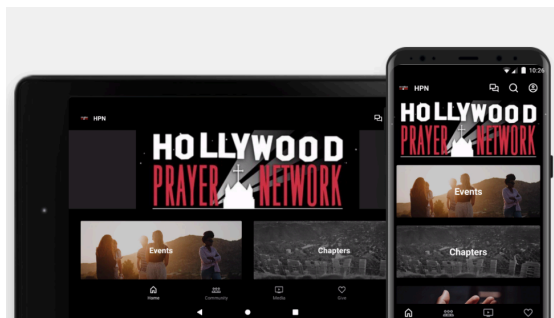 HPN
HOLLYWOOD
PRAYER NETWORK
Events
Chapters
Home
Community
Media
Give
10:26
HPN
HOLLYWOOD
PRAYER NETWORK
Events
Chapters